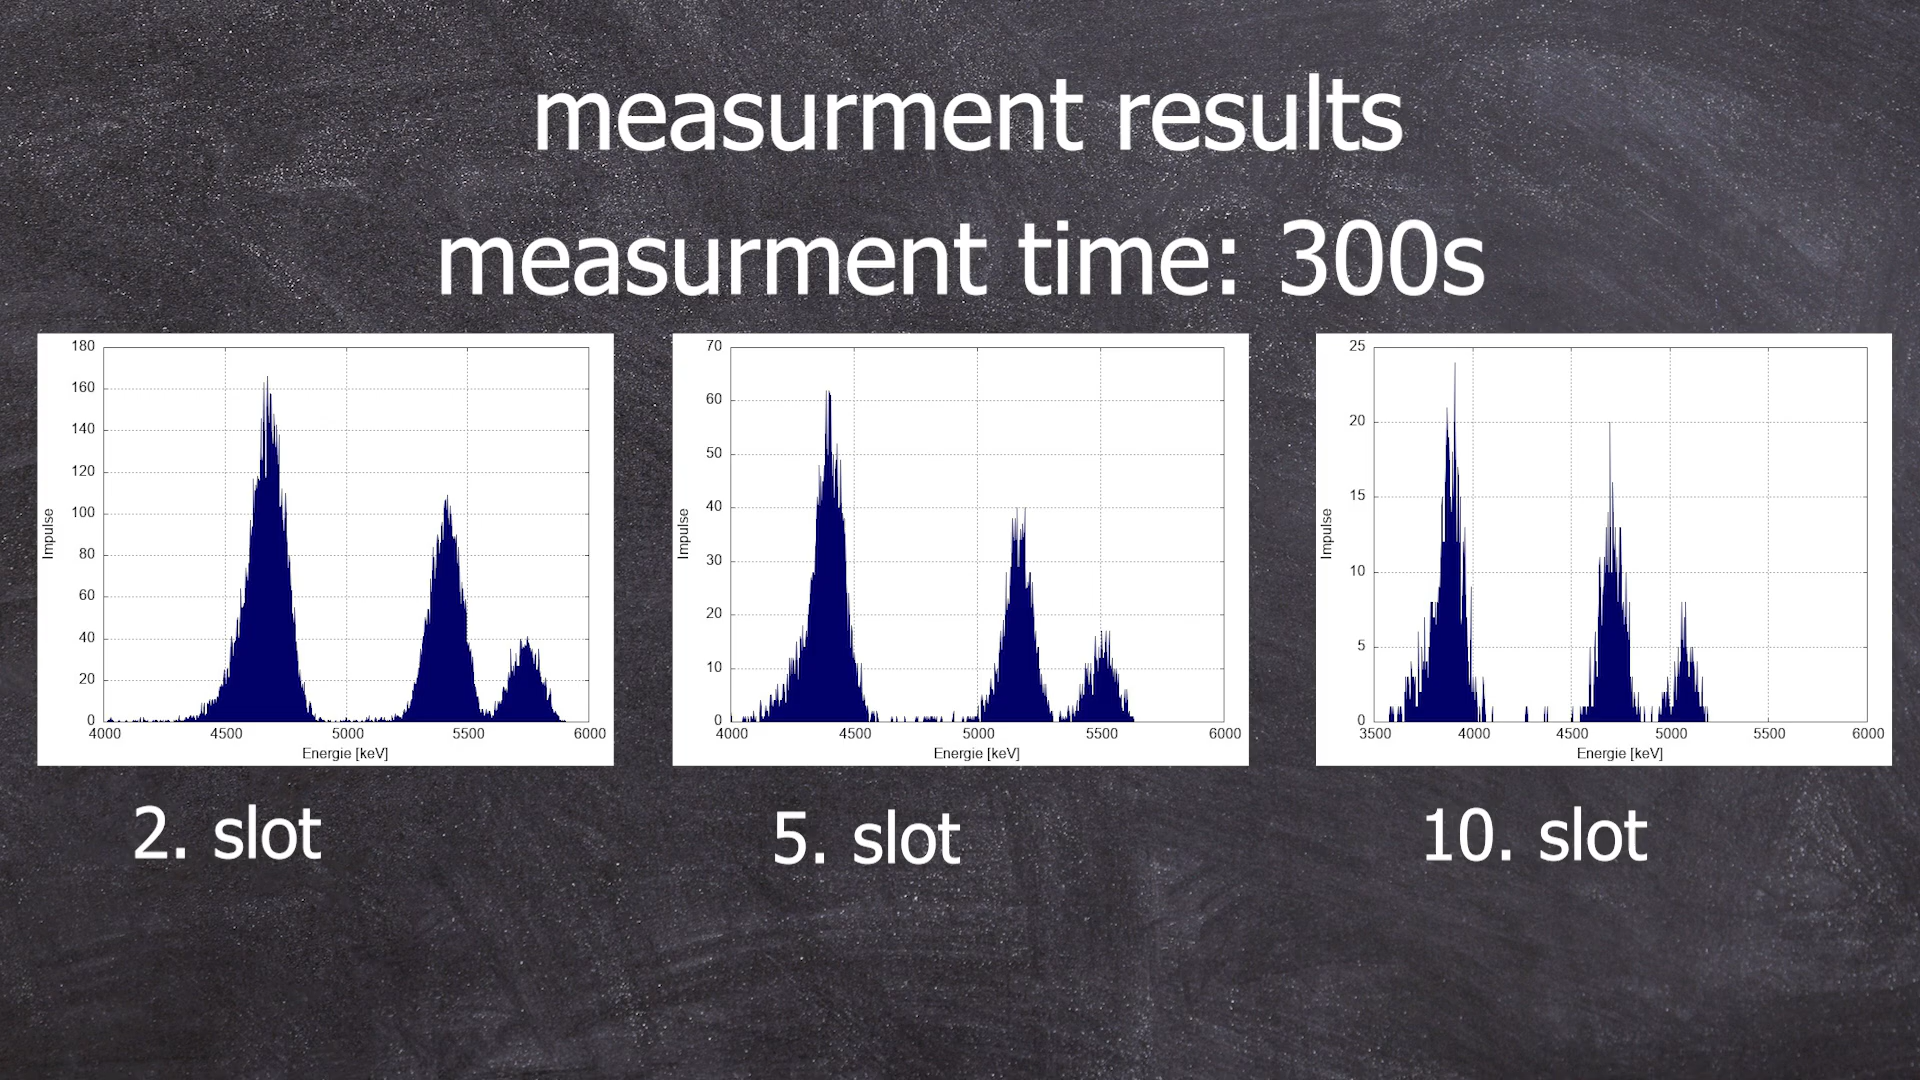 measurment results
measurment time: 300s
180
160
140
120
100
80
60
40
20
0
Impulse
4000 4500 5000 5500 6000
Energie [keV]
70
60
50
40
30
20
10
0
Impulse
4000 4500 5000 5500 6000
Energie [keV]
25
20
15
10
5
0
Impulse
3500 4000 4500 5000 5500 6000
Energie [keV]
2. slot
5. slot
10. slot